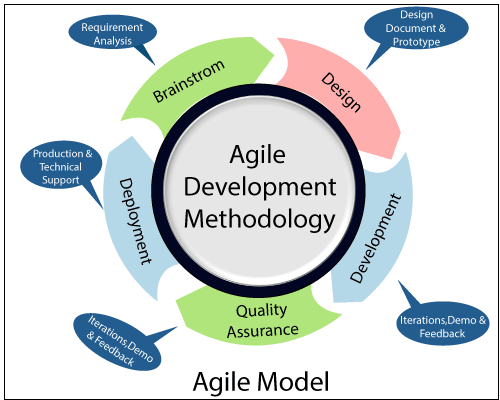 Requirement
Analysis
Design
Document &
Prototype
Brainstrom
Design
Production &
Technical
Support
Agile
Development
Methodology
Deployment
Development
Quality
Assurance
Iterations,Demo
& Feedback
Iterations,Demo &
Feedback
Agile Model